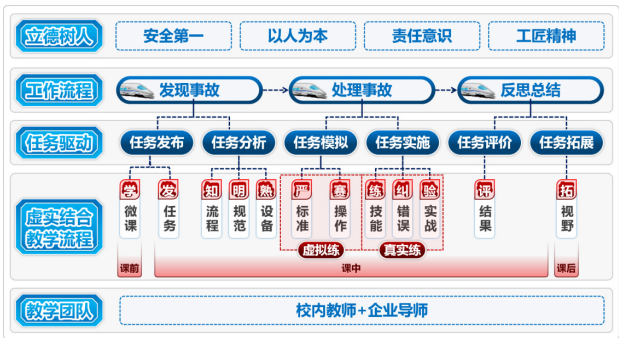 立德树人
安全第一
以人为本
责任意识
工匠精神
工作流程
发现事故
处理事故
反思总结
任务驱动
任务发布
任务分析
任务模拟
任务实施
任务评价
任务拓展
虚实结合
教学流程
学微课
发任务
知流程
明规范
熟设备
严标准
赛操作
练技能
纠错误
验实战
评结果
拓视野
虚拟练
真实练
课前
课中
课后
教学团队
校内教师+企业导师